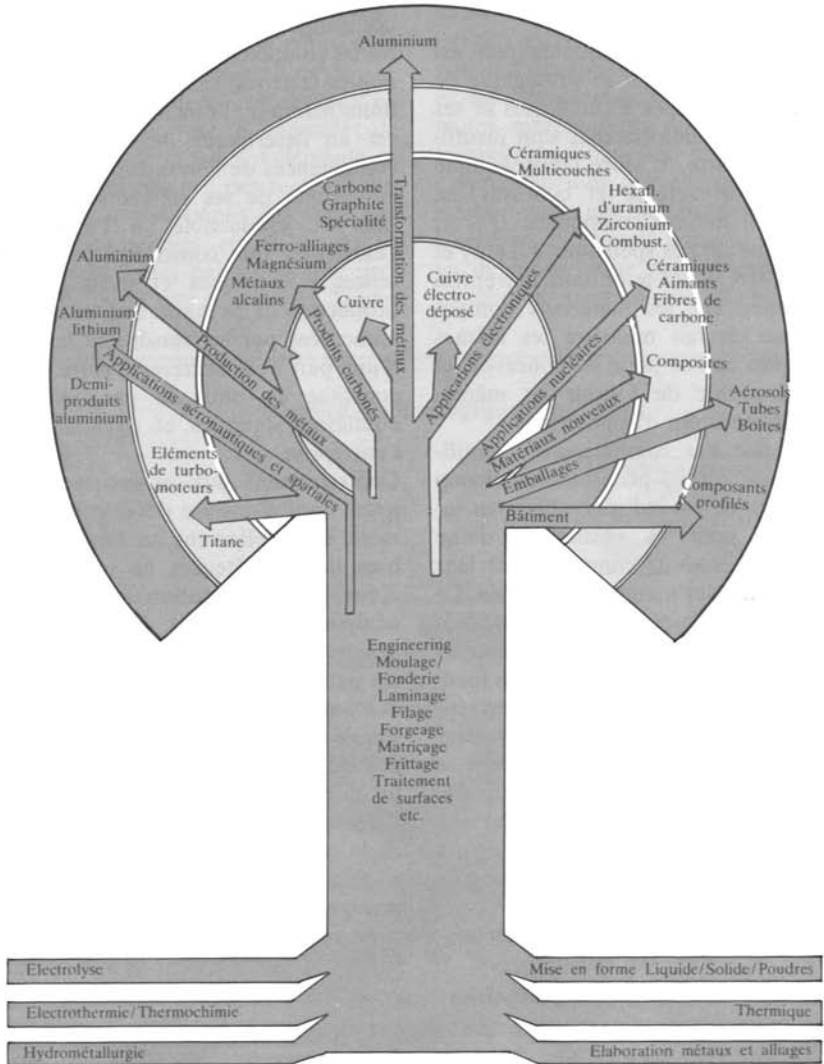 Aluminium
Carbone
Graphite
Spécialité
Transformation des métaux
Céramiques
Multicouches
Hexafl.
d'uranium
Zirconium
Combust.
Ferro-alliages
Magnésium
Métaux
alcalins
Cuivre
Cuivre
électro-
déposé
Céramiques
Aimants
Fibres de
carbone
Aluminium
Aluminium
lithium
Demi-
produits
aluminium
Production des métaux
Produits carbonés
Applications électroniques
Applications nucléaires
Matériaux nouveaux
Composites
Emballages
Aérosols
Tubes
Boîtes
Applications aéronautiques et spatiales
Eléments
de turbo-
moteurs
Titane
Bâtiment
Composants
profilés
Engineering
Moulage/
Fonderie
Laminage
Filage
Forgeage
Matriçage
Frittage
Traitement
de surfaces
etc.
Electrolyse
Mise en forme Liquide/Solide/Poudres
Electrothermie/Thermochimie
Thermique
Hydrométallurgie
Elaboration métaux et alliages